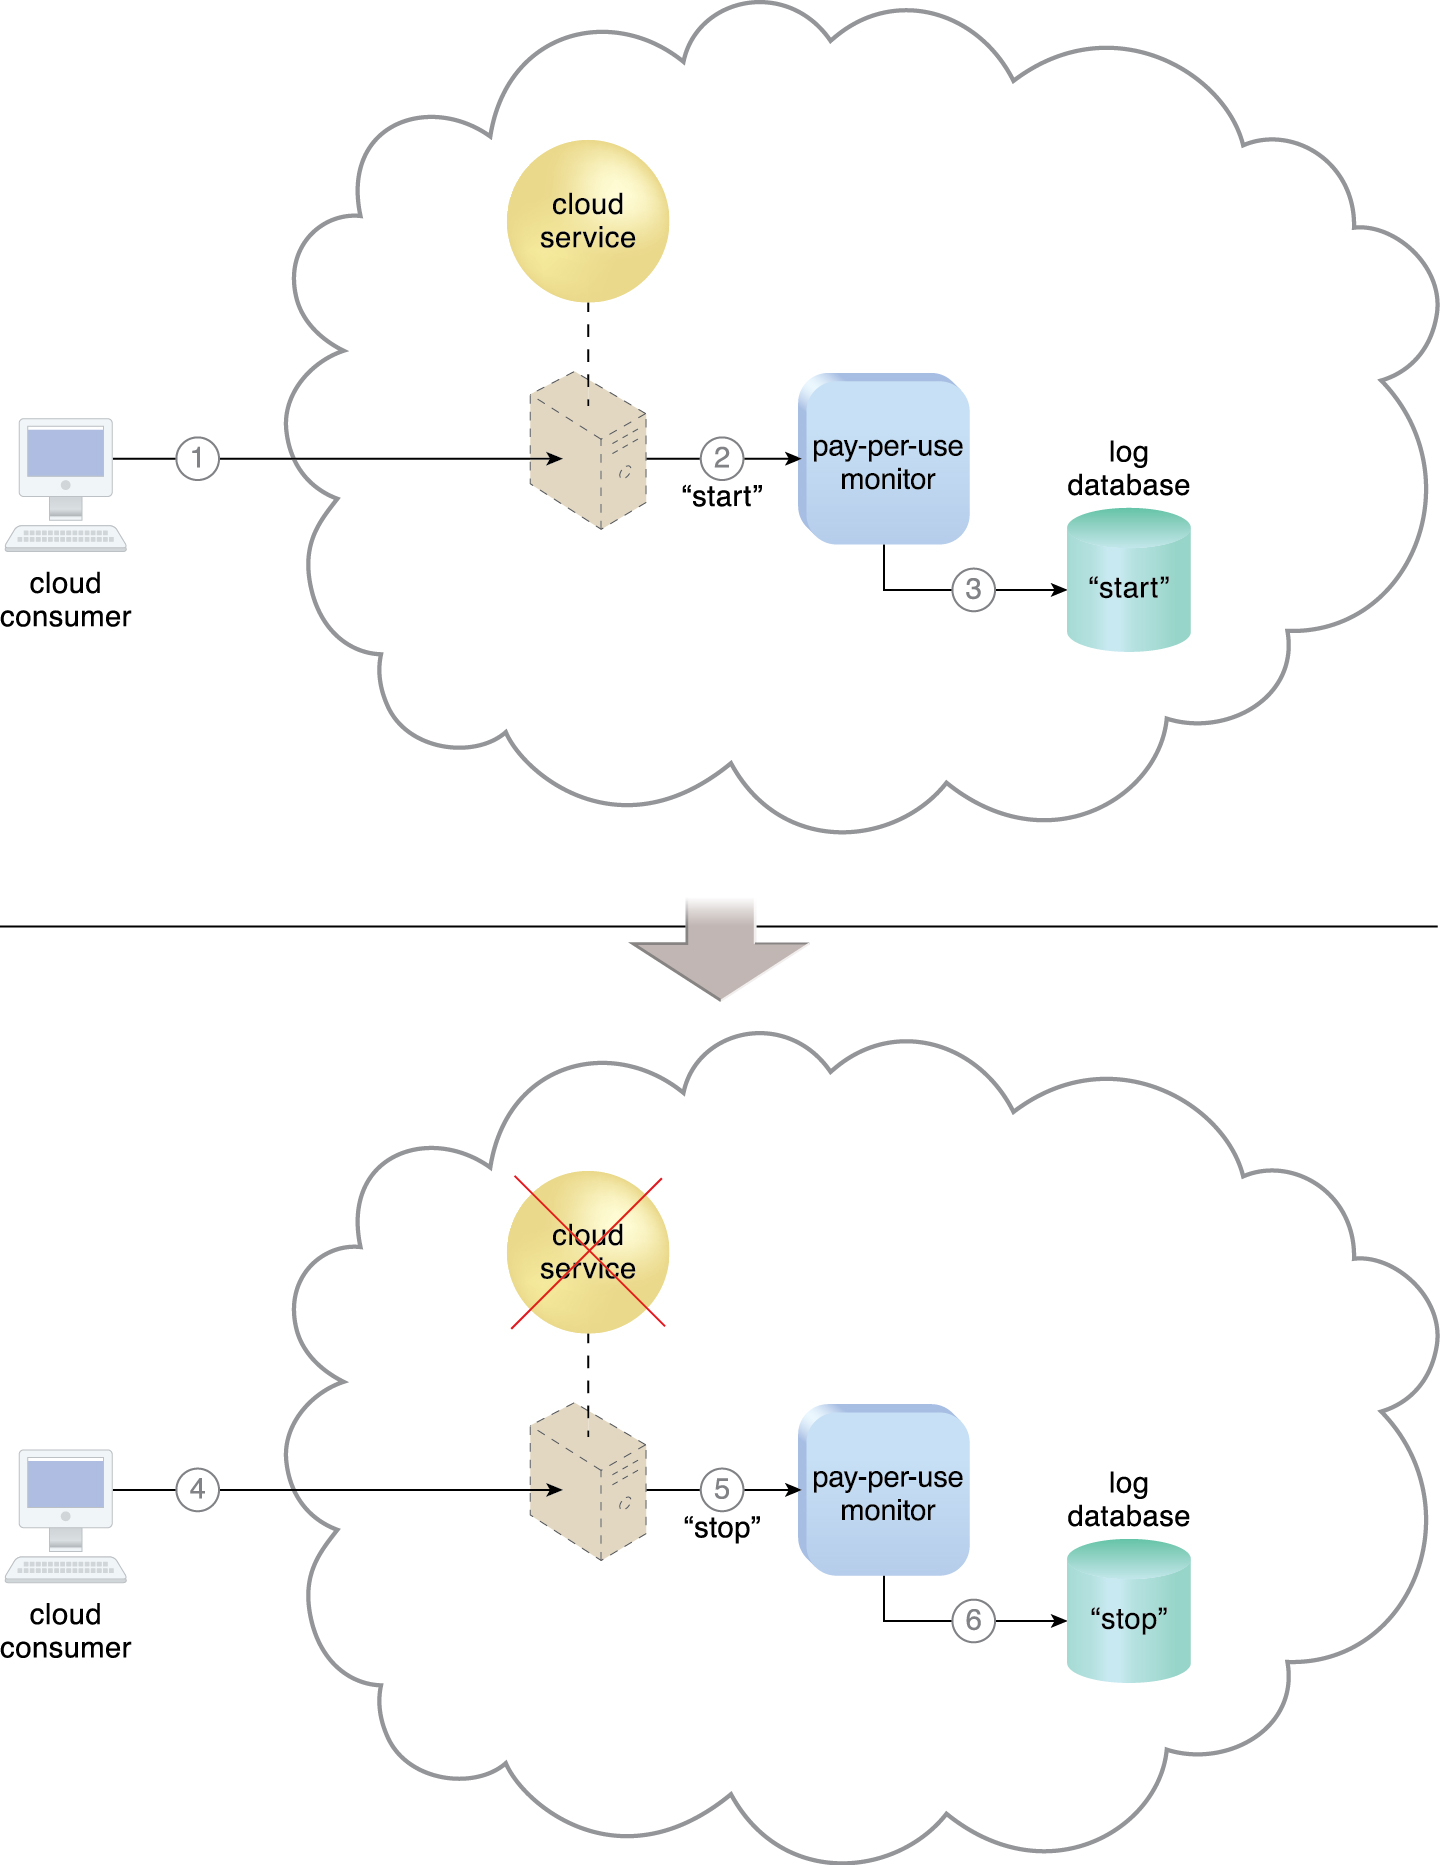 cloud
service
1
2
“start”
pay-per-use
monitor
log
database
“start”
3
cloud
consumer
cloud
service
4
5
“stop”
pay-per-use
monitor
log
database
“stop”
6
cloud
consumer